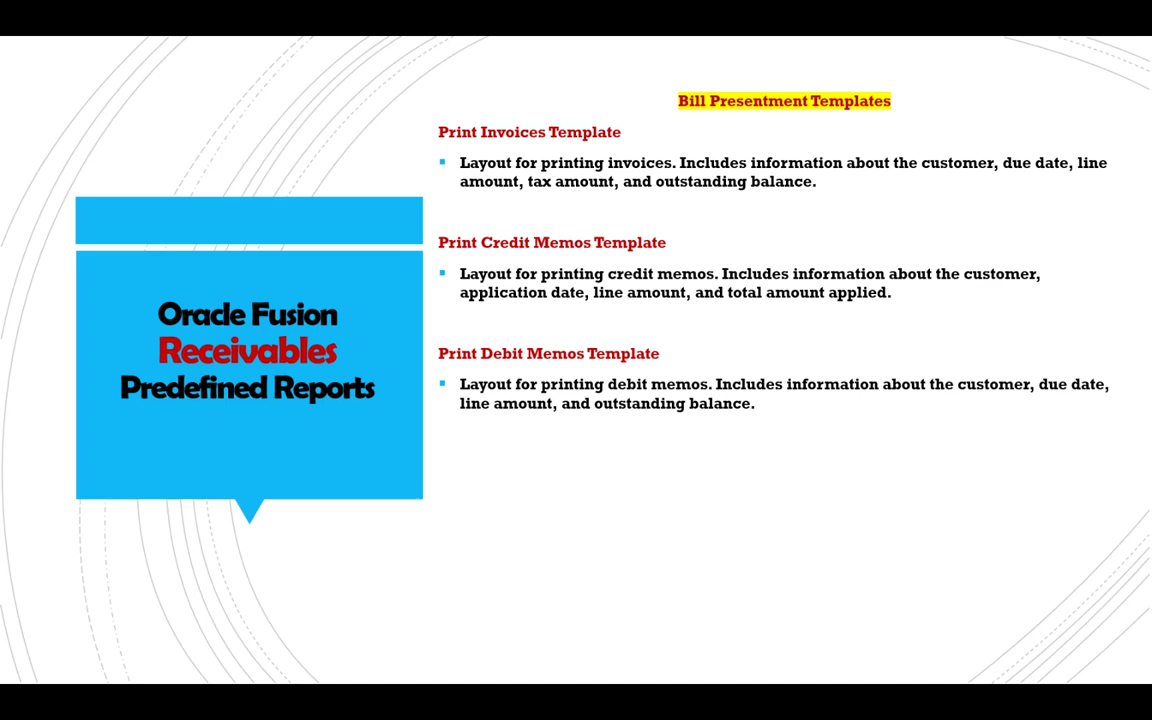 Oracle Fusion
Receivables
Predefined Reports
Bill Presentment Templates
Print Invoices Template
Layout for printing invoices. Includes information about the customer, due date, line
amount, tax amount, and outstanding balance.
Print Credit Memos Template
Layout for printing credit memos. Includes information about the customer,
application date, line amount, and total amount applied.
Print Debit Memos Template
Layout for printing debit memos. Includes information about the customer, due date,
line amount, and outstanding balance.